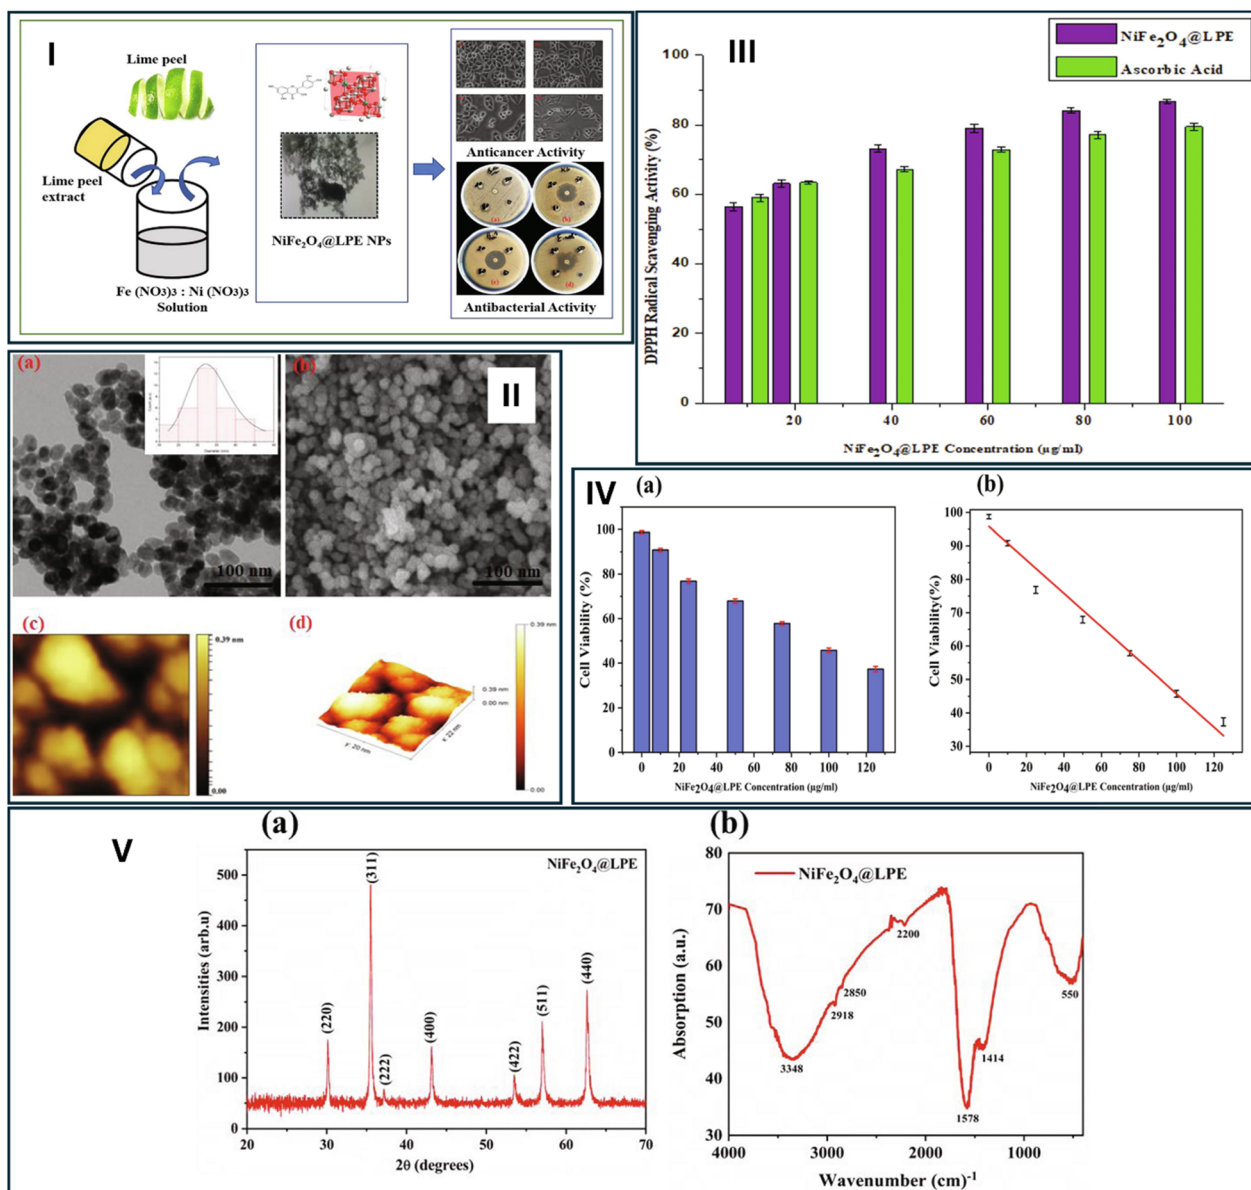 I
Lime peel
Lime peel
extract
Fe (NO3)3 : Ni (NO3)3
Solution
NiFe2O4@LPE NPs
Anticancer Activity
(a)
(b)
(c)
(d)
Antibacterial Activity
III
NiFe2O4@LPE
Ascorbic Acid
DPPH Radical Scavenging Activity (%)
100
80
60
40
60
80
0
20
40
60
80
100
NiFe2O4@LPE Concentration (µg/ml)
II
(a)
100 nm
(b)
100 nm
(c)
0.39 nm
0.00
(d)
0.39 nm
0.39 nm
0.00 nm
y: 20 nm
x: 22 nm
0.00
IV
(a)
Cell Viability (%)
100
80
60
40
20
0
0 20 40 60 80 100 120
NiFe2O4@LPE Concentration (µg/ml)
(b)
Cell Viability(%)
100
90
80
70
60
50
40
30
0 20 40 60 80 100 120
NiFe2O4@LPE Concentration (µg/ml)
V
(a)
NiFe2O4@LPE
Intensities (arb.u)
500
400
300
200
100
0
(220)
(311)
(222)
(400)
(422)
(511)
(440)
20 30 40 50 60 70
2θ (degrees)
(b)
NiFe2O4@LPE
Absorption (a.u.)
80
70
60
50
40
30
3348
2918
2850
2200
1578
1414
550
4000 3000 2000 1000
Wavenumber (cm)-1